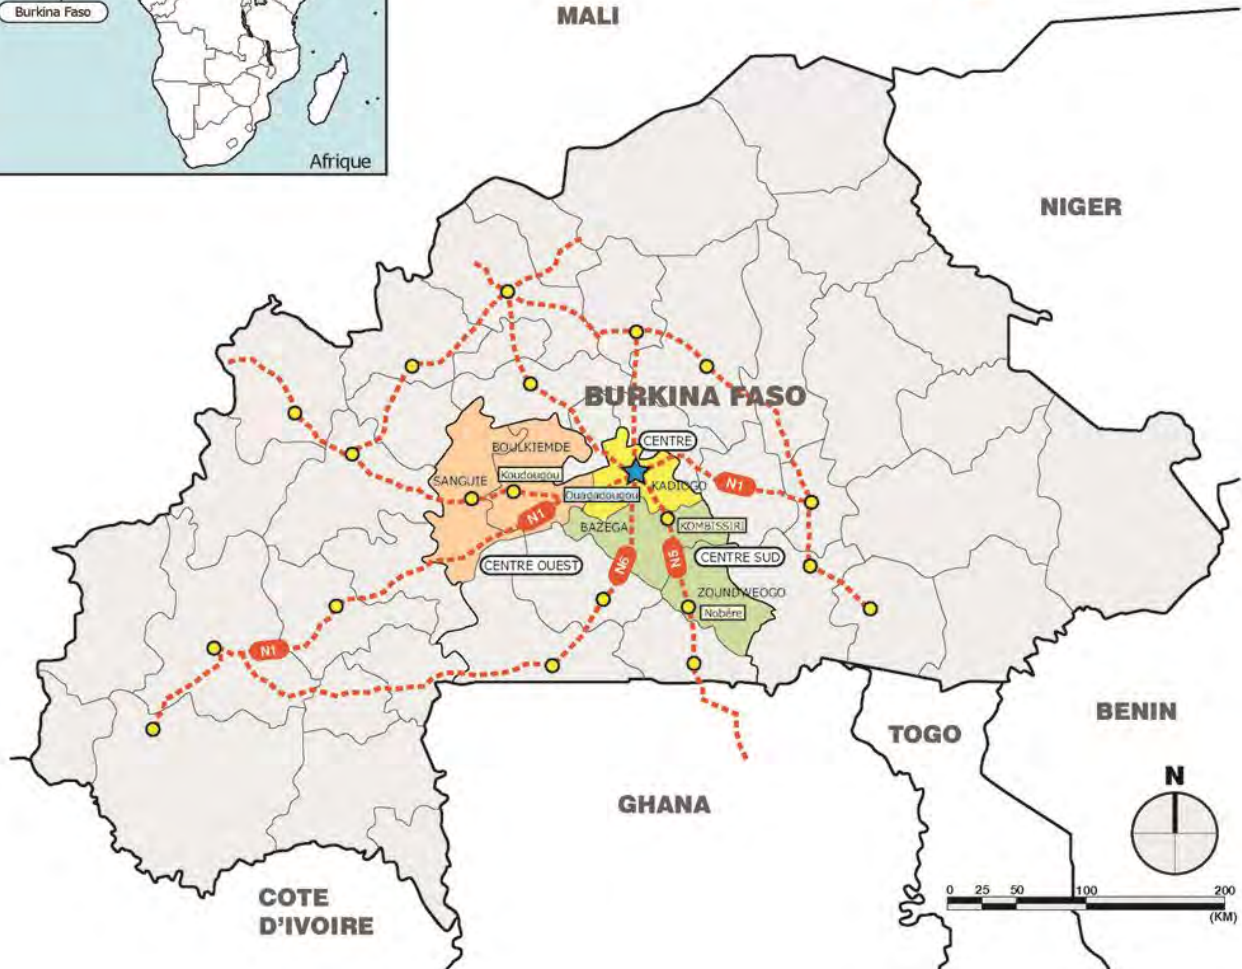 Burkina Faso
MALI
Afrique
NIGER
BURKINA FASO
CENTRE
BOULKIEMDE
Koudougou
SANGUIE
KADIOGO
N1
Ouagadougou
N1
BAZEGA
KOMBISSIRI
CENTRE OUEST
N6
N5
CENTRE SUD
ZOUNDWEOGO
Nobére
N1
BENIN
TOGO
GHANA
N
COTE
D'IVOIRE
0 25 50 100 200
(KM)